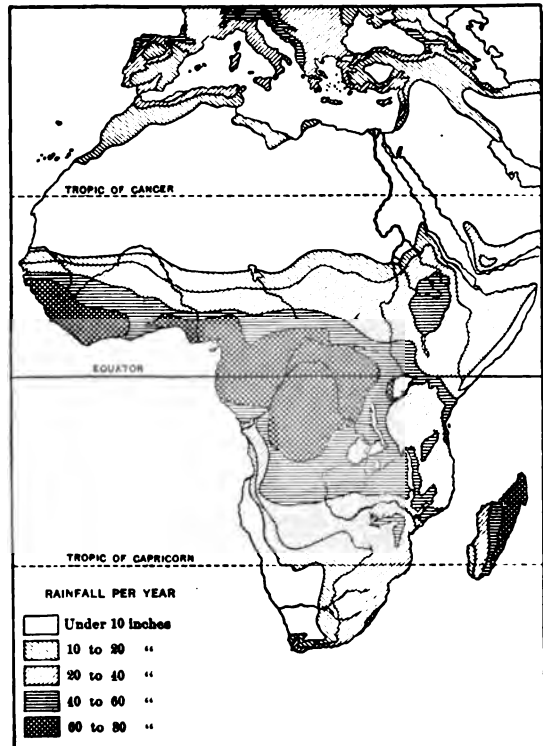 TROPIC OF CANCER
EQUATOR
TROPIC OF CAPRICORN
RAINFALL PER YEAR
Under 10 inches
10 to 20 "
20 to 40 "
40 to 60 "
60 to 80 "